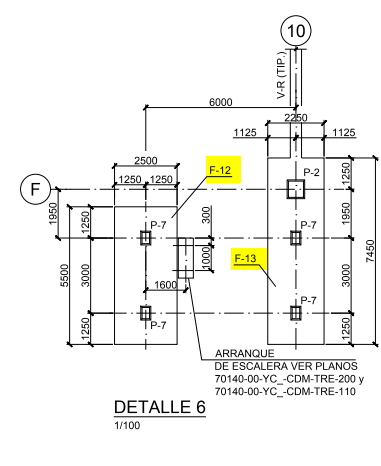 10
V-R (TIP.)
6000
2250
1125
1125
2500
1250
1250
F-12
P-2
F
1950
1250
1250
1950
300
P-7
P-7
5500
3000
1000
F-13
3000
7450
1600
1250
P-7
P-7
1250
ARRANQUE
DE ESCALERA VER PLANOS
70140-00-YC_-CDM-TRE-200 y
70140-00-YC_-CDM-TRE-110
DETALLE 6
1/100